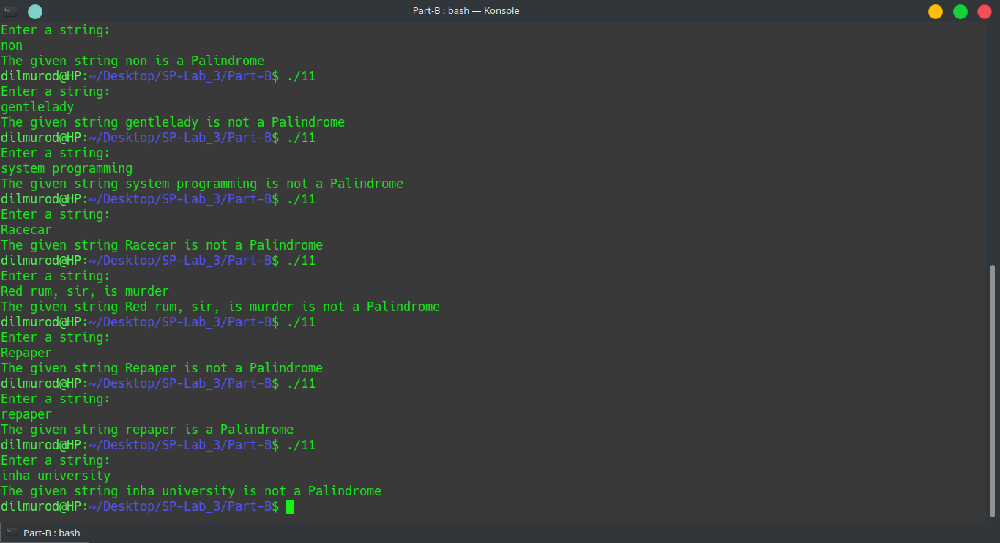 Part-B : bash — Konsole
Enter a string:
non
The given string non is a Palindrome
dilmurod@HP:~/Desktop/SP-Lab_3/Part-B$ ./11
Enter a string:
gentlelady
The given string gentlelady is not a Palindrome
dilmurod@HP:~/Desktop/SP-Lab_3/Part-B$ ./11
Enter a string:
system programming
The given string system programming is not a Palindrome
dilmurod@HP:~/Desktop/SP-Lab_3/Part-B$ ./11
Enter a string:
Racecar
The given string Racecar is not a Palindrome
dilmurod@HP:~/Desktop/SP-Lab_3/Part-B$ ./11
Enter a string:
Red rum, sir, is murder
The given string Red rum, sir, is murder is not a Palindrome
dilmurod@HP:~/Desktop/SP-Lab_3/Part-B$ ./11
Enter a string:
Repaper
The given string Repaper is not a Palindrome
dilmurod@HP:~/Desktop/SP-Lab_3/Part-B$ ./11
Enter a string:
repaper
The given string repaper is a Palindrome
dilmurod@HP:~/Desktop/SP-Lab_3/Part-B$ ./11
Enter a string:
inha university
The given string inha university is not a Palindrome
dilmurod@HP:~/Desktop/SP-Lab_3/Part-B$
Part-B : bash